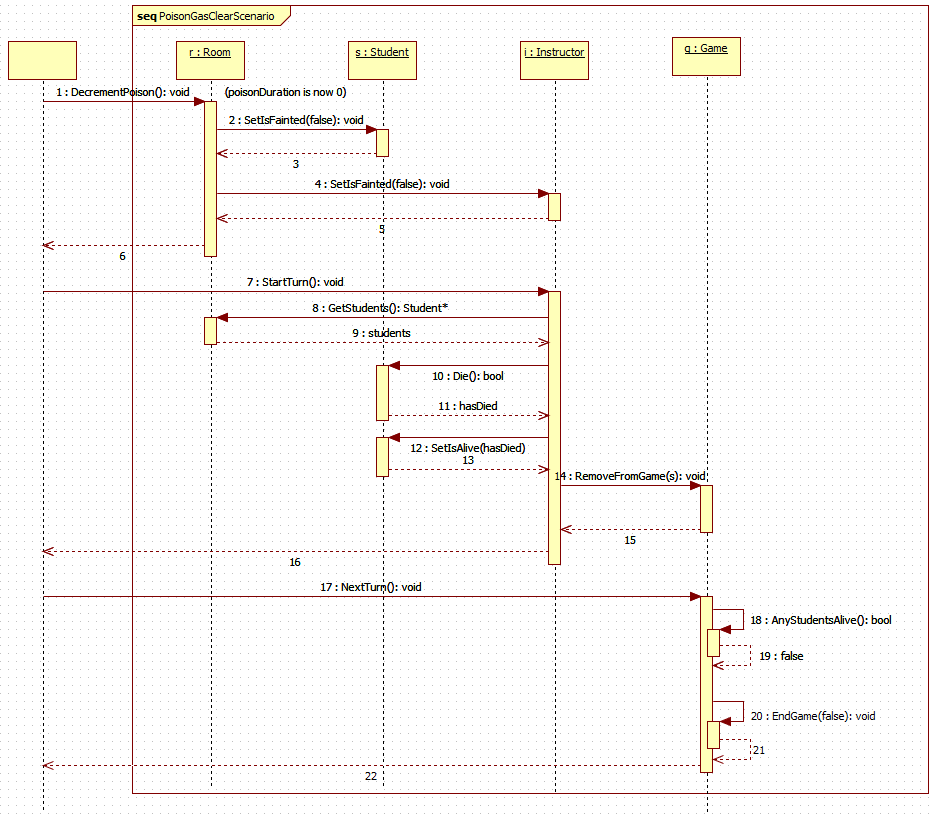 seq PoisonGasClearScenario
r : Room
s : Student
i : Instructor
g : Game
1 : DecrementPoison(): void
(poisonDuration is now 0)
2 : SetIsFainted(false): void
3
4 : SetIsFainted(false): void
5
6
7 : StartTurn(): void
8 : GetStudents(): Student*
9 : students
10 : Die(): bool
11 : hasDied
12 : SetIsAlive(hasDied)
13
14 : RemoveFromGame(s): void
15
16
17 : NextTurn(): void
18 : AnyStudentsAlive(): bool
19 : false
20 : EndGame(false): void
21
22